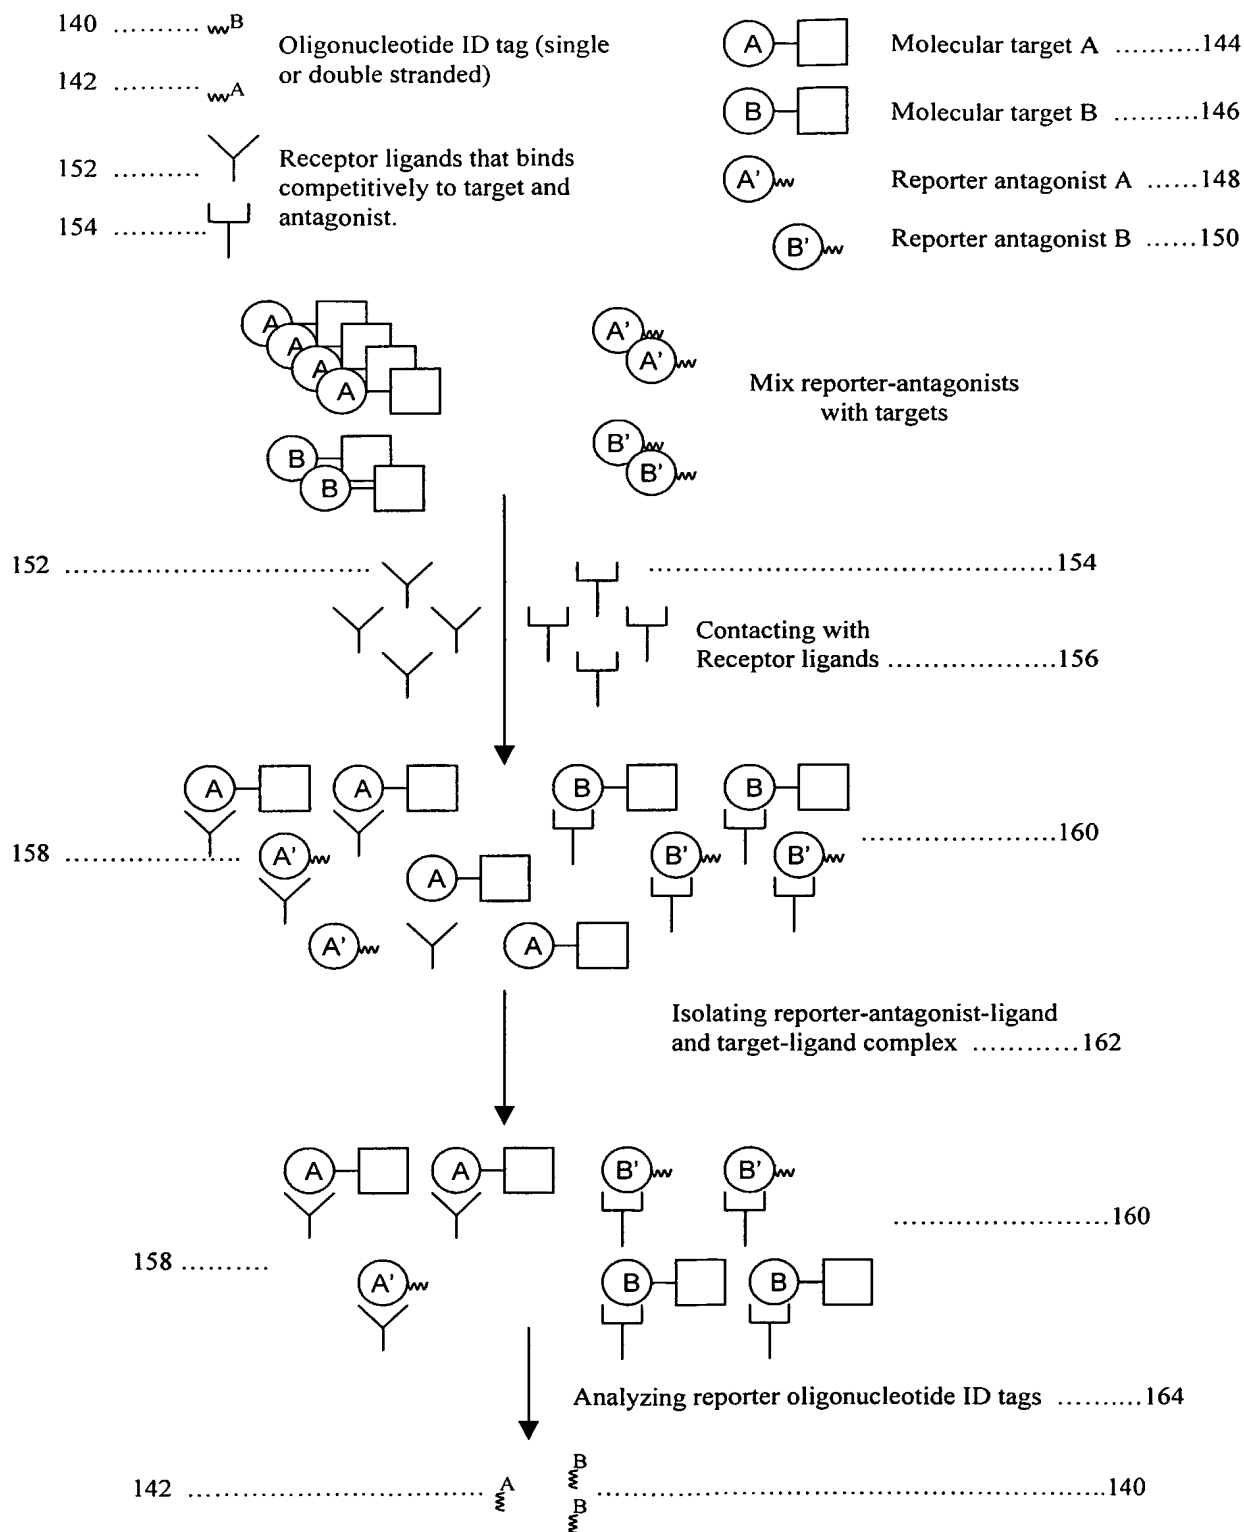 140 .......... B
Oligonucleotide ID tag (single
or double stranded)
142 .......... A
152 ..........
Receptor ligands that binds
competitively to target and
antagonist.
154 ..........
A Molecular target A ..........144
B Molecular target B ..........146
A' Reporter antagonist A ......148
B' Reporter antagonist B ......150
A
A
A
A
B
B
A'
A'
B'
B'
Mix reporter-antagonists
with targets
152 ....................................
....................................154
Contacting with
Receptor ligands ....................156
A A B B
158 ....................
A' B' B'
....................160
A
A' A
Isolating reporter-antagonist-ligand
and target-ligand complex ............162
A A B' B'
.........................160
158 ..........
A' B B
Analyzing reporter oligonucleotide ID tags ..........164
142 .................................... A
B ....................................140
B